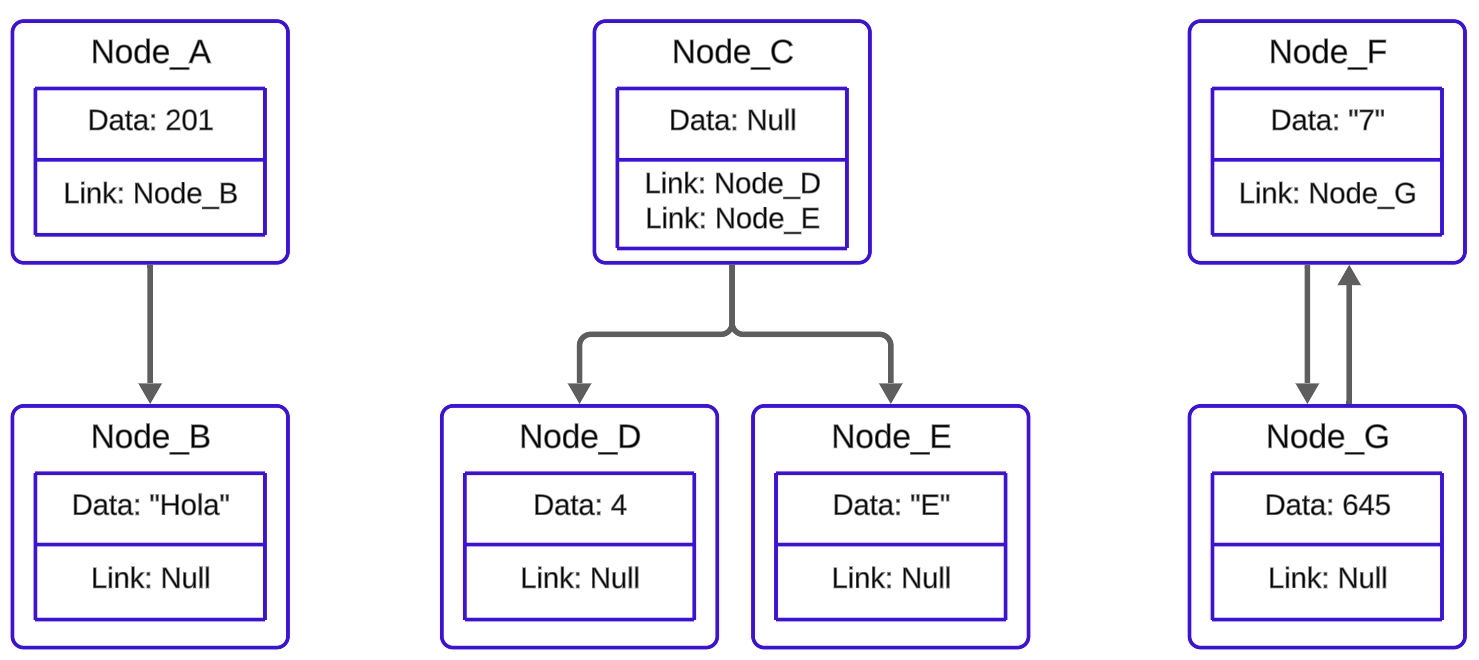 Node_A
Data: 201
Link: Node_B
Node_C
Data: Null
Link: Node_D
Link: Node_E
Node_F
Data: "7"
Link: Node_G
Node_B
Data: "Hola"
Link: Null
Node_D
Data: 4
Link: Null
Node_E
Data: "E"
Link: Null
Node_G
Data: 645
Link: Null